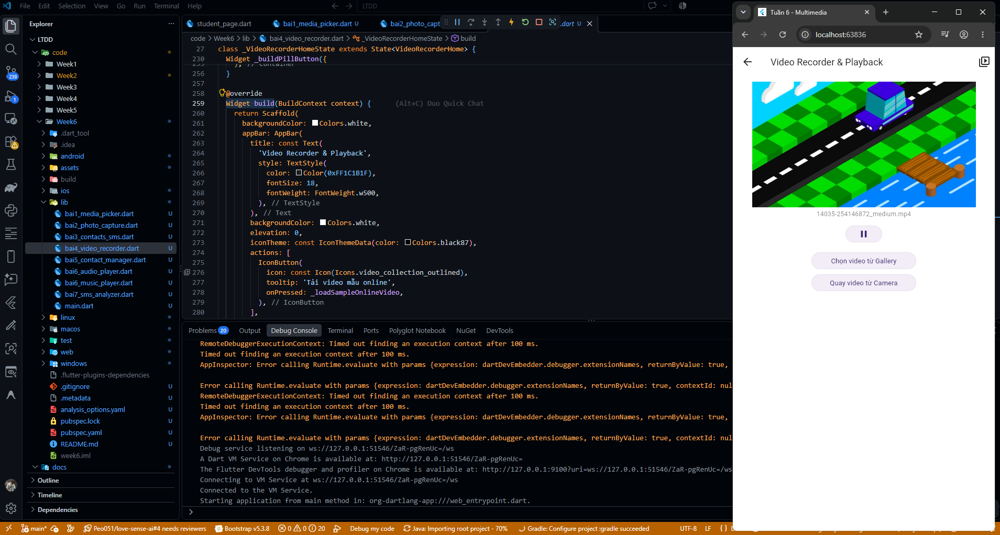 File Edit Selection View Go Run Terminal Help
LTDD
Explorer
LTDD
code
Week1
Week2
Week3
Week4
Week5
Week6
.dart_tool
.idea
android
assets
build
ios
lib
bai1_media_picker.dart U
bai2_photo_capture.dart U
bai3_contacts_sms.dart U
bai4_video_recorder.dart U
bai5_contact_manager.dart U
bai6_audio_player.dart U
bai6_music_player.dart U
bai7_sms_analyzer.dart U
main.dart U
linux
macos
test
web
windows
.flutter-plugins-dependencies
.gitignore U
.metadata U
analysis_options.yaml U
pubspec.lock U
pubspec.yaml U
README.md U
week6.iml
docs
Outline
Timeline
Dependencies
239
1
student_page.dart bai1_media_picker.dart U bai2_photo_capt .dart U
code > Week6 > lib > bai4_video_recorder.dart > _VideoRecorderHomeState > build
27 class _VideoRecorderHomeState extends State<VideoRecorderHome> {
230 Widget _buildPillButton({
255 ), // Container
256 }
257
258 @override
259 Widget build(BuildContext context) { (Alt+C) Duo Quick Chat
260 return Scaffold(
261 backgroundColor: Colors.white,
262 appBar: AppBar(
263 title: const Text(
264 'Video Recorder & Playback',
265 style: TextStyle(
266 color: Color(0xFF1C1B1F),
267 fontSize: 18,
268 fontWeight: FontWeight.w500,
269 ), // TextStyle
270 ), // Text
271 backgroundColor: Colors.white,
272 elevation: 0,
273 iconTheme: const IconThemeData(color: Colors.black87),
274 actions: [
275 IconButton(
276 icon: const Icon(Icons.video_collection_outlined),
277 tooltip: 'Tải video mẫu online',
278 onPressed: _loadSampleOnlineVideo,
279 ), // IconButton
280 ],
Problems 20 Output Debug Console Terminal Ports Polyglot Notebook NuGet DevTools
RemoteDebuggerExecutionContext: Timed out finding an execution context after 100 ms.
Timed out finding an execution context after 100 ms.
AppInspector: Error calling Runtime.evaluate with params {expression: dartDevEmbedder.debugger.extensionNames, returnByValue: true,
Error calling Runtime.evaluate with params {expression: dartDevEmbedder.debugger.extensionNames, returnByValue: true, contextId: nul
RemoteDebuggerExecutionContext: Timed out finding an execution context after 100 ms.
Timed out finding an execution context after 100 ms.
AppInspector: Error calling Runtime.evaluate with params {expression: dartDevEmbedder.debugger.extensionNames, returnByValue: true,
Error calling Runtime.evaluate with params {expression: dartDevEmbedder.debugger.extensionNames, returnByValue: true, contextId: nul
Debug service listening on ws://127.0.0.1:51546/ZaR-pgRenUc=/ws
A Dart VM Service on Chrome is available at: http://127.0.0.1:51546/ZaR-pgRenUc=
The Flutter DevTools debugger and profiler on Chrome is available at: http://127.0.0.1:9100?uri=ws://127.0.0.1:51546/ZaR-pgRenUc=/ws
Connecting to VM Service at ws://127.0.0.1:51546/ZaR-pgRenUc=/ws
Connected to the VM Service.
Starting application from main method in: org-dartlang-app:///web_entrypoint.dart.
main* Peo051/love-sense-ai#4 needs reviewers Bootstrap v5.3.8 0 0 20 Debug my code Java: Importing root project - 70% Gradle: Configure project :gradle succeeded UTF-8 LF { }
Tuần 6 - Multimedia
localhost:63836
Video Recorder & Playback
14035-254146872_medium.mp4
Chọn video từ Gallery
Quay video từ Camera